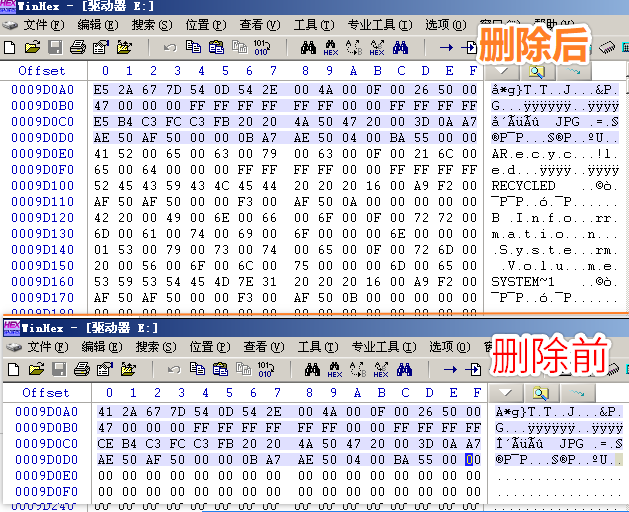 WinHex - [驱动器 E:]
文件(F) 编辑(E) 搜索(S) 位置(P) 查看(V) 工具(T) 专业工具(I) 选项(O)
删除后
Offset 0 1 2 3 4 5 6 7 8 9 A B C D E F
0009D0A0 E5 2A 67 7D 54 0D 54 2E 00 4A 00 0F 00 26 50 00 å*g}T.T..J...&P.
0009D0B0 47 00 00 00 FF FF FF FF FF FF 00 00 FF FF FF FF G...ÿÿÿÿÿÿ..ÿÿÿÿ
0009D0C0 E5 B4 C3 FC C3 FB 20 20 4A 50 47 20 00 3D 0A A7 å´ÃüÃû  JPG .=.§
0009D0D0 AE 50 AF 50 00 00 0B A7 AE 50 04 00 BA 55 00 00 ®P¯P...§®P..ºU..
0009D0E0 41 52 00 65 00 63 00 79 00 63 00 0F 00 21 6C 00 AR.e.c.y.c...!l.
0009D0F0 65 00 64 00 00 00 FF FF FF FF 00 00 FF FF FF FF e.d...ÿÿÿÿ..ÿÿÿÿ
0009D100 52 45 43 59 43 4C 45 44 20 20 20 16 00 A9 F2 00 RECYCLED   ..©ò.
0009D110 AF 50 AF 50 00 00 F3 00 AF 50 0A 00 00 00 00 00 ¯P¯P..ó.¯P......
0009D120 42 20 00 49 00 6E 00 66 00 6F 00 0F 00 72 72 00 B .I.n.f.o...rr.
0009D130 6D 00 61 00 74 00 69 00 6F 00 00 00 6E 00 00 00 m.a.t.i.o...n...
0009D140 01 53 00 79 00 73 00 74 00 65 00 0F 00 72 6D 00 .S.y.s.t.e...rm.
0009D150 20 00 56 00 6F 00 6C 00 75 00 00 00 6D 00 65 00  .V.o.l.u...m.e.
0009D160 53 59 53 54 45 4D 7E 31 20 20 20 16 00 A9 F2 00 SYSTEM~1   ..©ò.
0009D170 AF 50 AF 50 00 00 F3 00 AF 50 0B 00 00 00 00 00 ¯P¯P..ó.¯P......
WinHex - [驱动器 E:]
文件(F) 编辑(E) 搜索(S) 位置(P) 查看(V) 工具(T) 专业工具(I) 选项(O)
删除前
Offset 0 1 2 3 4 5 6 7 8 9 A B C D E F
0009D0A0 41 2A 67 7D 54 0D 54 2E 00 4A 00 0F 00 26 50 00 A*g}T.T..J...&P.
0009D0B0 47 00 00 00 FF FF FF FF FF FF 00 00 FF FF FF FF G...ÿÿÿÿÿÿ..ÿÿÿÿ
0009D0C0 CE B4 C3 FC C3 FB 20 20 4A 50 47 20 00 3D 0A A7 Î´ÃüÃû  JPG .=.§
0009D0D0 AE 50 AF 50 00 00 0B A7 AE 50 04 00 BA 55 00 00 ®P¯P...§®P..ºU..
0009D0E0 00 00 00 00 00 00 00 00 00 00 00 00 00 00 00 00 ................
0009D0F0 00 00 00 00 00 00 00 00 00 00 00 00 00 00 00 00 ................